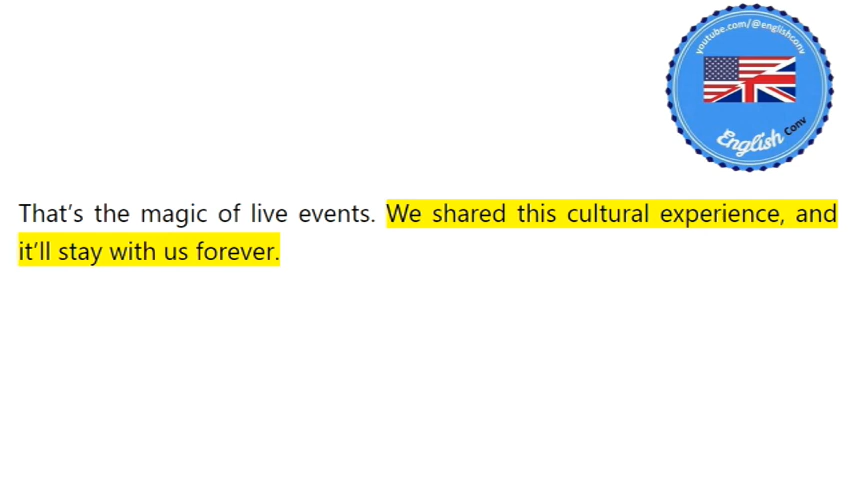 youtube.com/@englishconv
English Conv
That's the magic of live events. We shared this cultural experience, and
it'll stay with us forever.